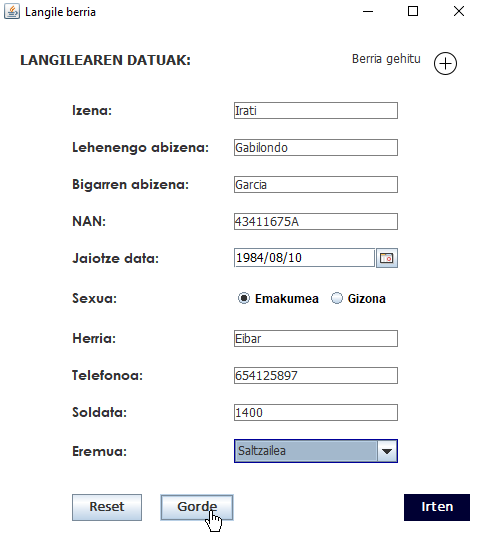 Langile berria
LANGILEAREN DATUAK:
Berria gehitu
Izena: Irati
Lehenengo abizena: Gabilondo
Bigarren abizena: Garcia
NAN: 43411675A
Jaiotze data: 1984/08/10
Sexua: Emakumea Gizona
Herria: Eibar
Telefonoa: 654125897
Soldata: 1400
Eremua: Saltzailea
Reset Gorde Irten